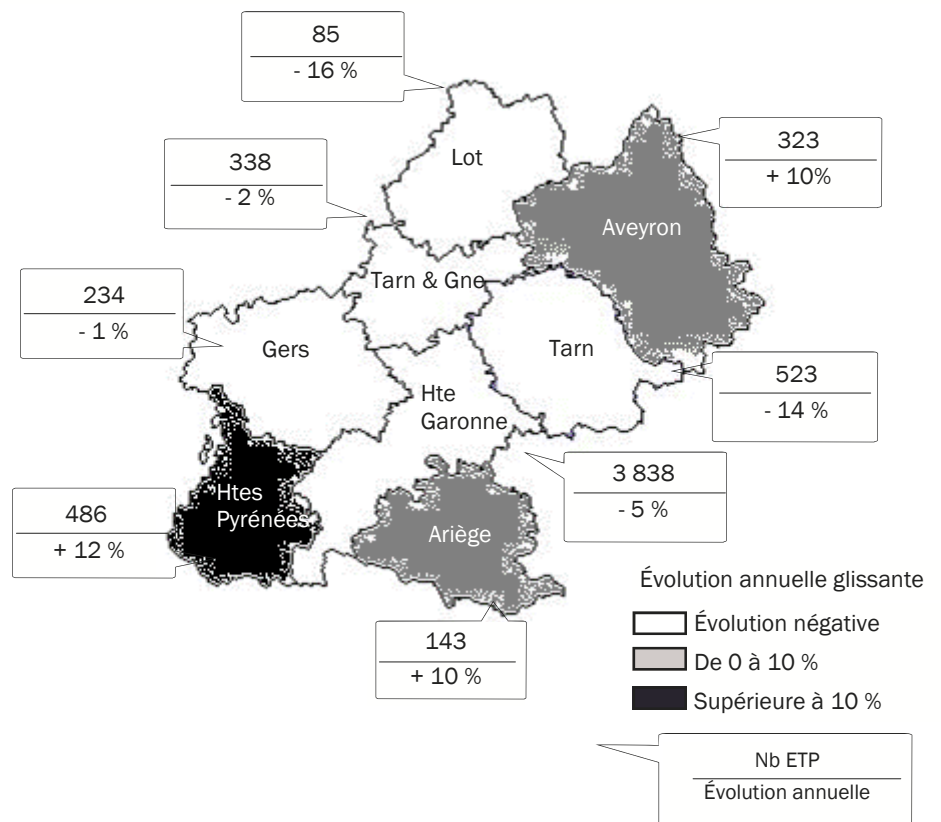 85
- 16 %
Lot
338
- 2 %
323
+ 10%
Aveyron
Tarn & Gne
234
- 1 %
Gers
Tarn
523
- 14 %
Hte
Garonne
3 838
- 5 %
Htes
Pyrénées
486
+ 12 %
Ariège
143
+ 10 %
Évolution annuelle glissante
Évolution négative
De 0 à 10 %
Supérieure à 10 %
Nb ETP
Évolution annuelle